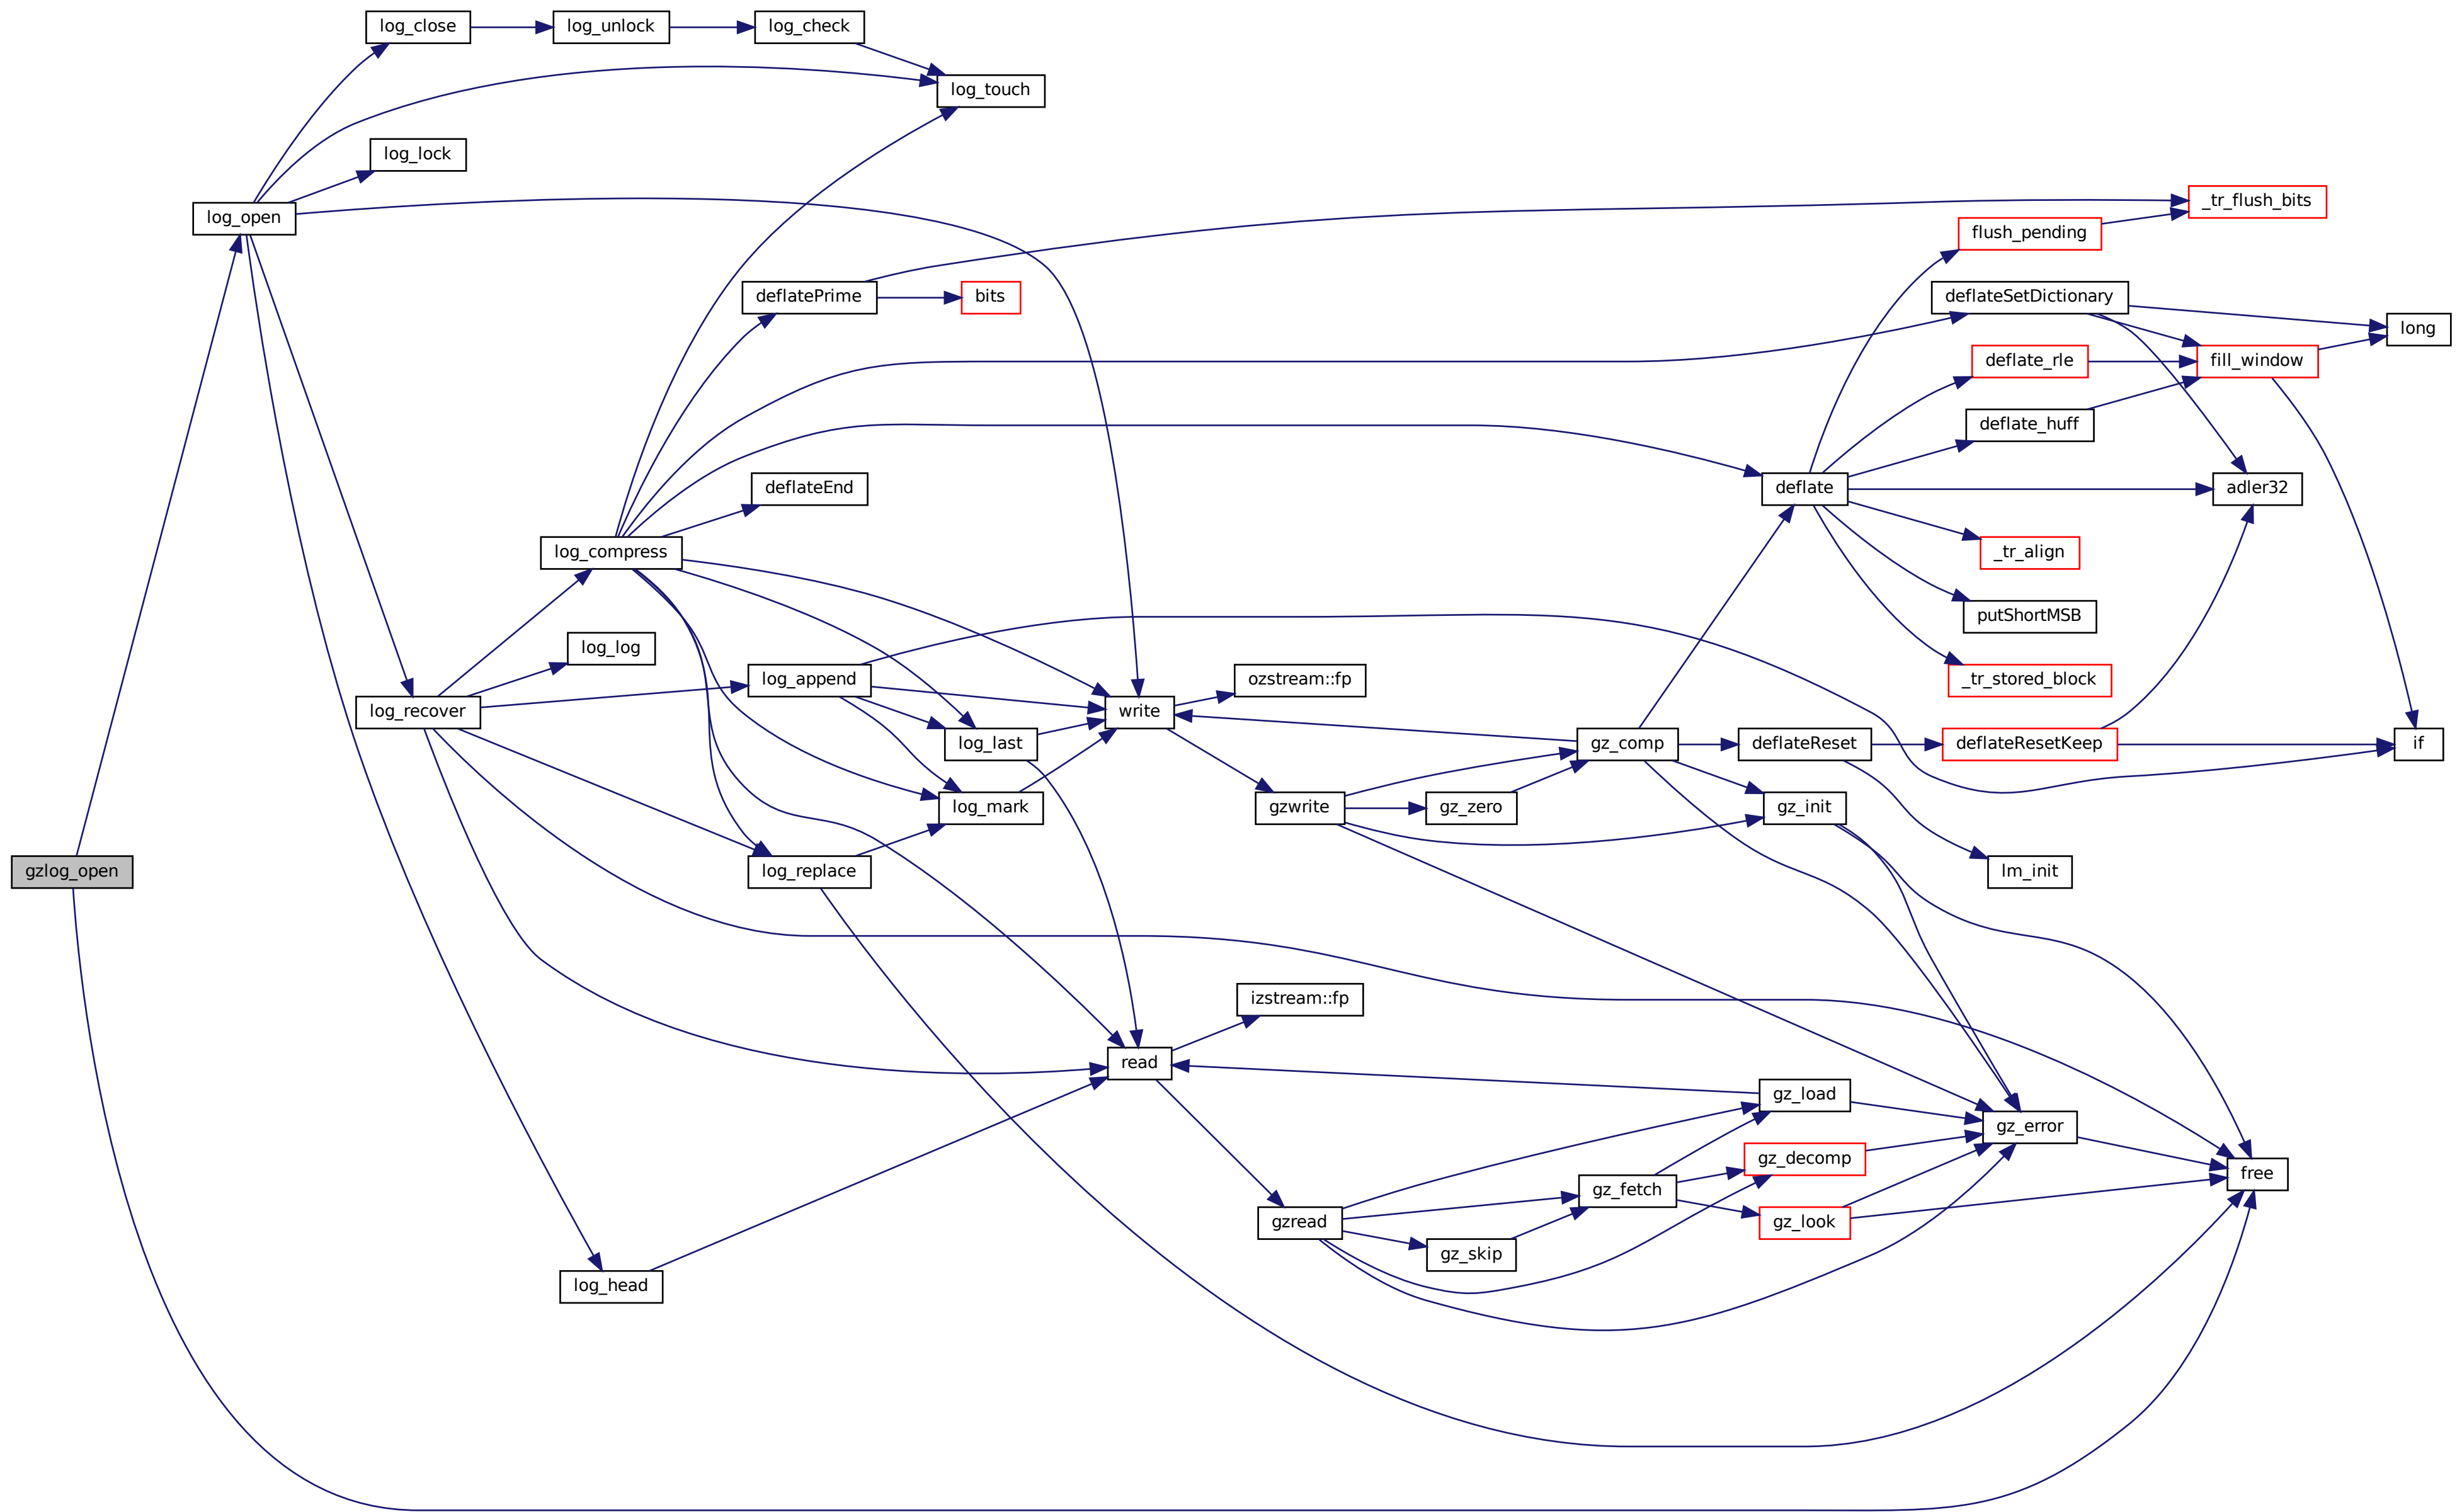 log_close
log_unlock
log_check
log_touch
log_lock
log_open
_tr_flush_bits
flush_pending
deflatePrime
bits
deflateSetDictionary
long
deflate_rle
fill_window
deflate_huff
deflateEnd
deflate
adler32
log_compress
_tr_align
putShortMSB
log_log
log_append
ozstream::fp
_tr_stored_block
log_recover
write
log_last
gz_comp
deflateReset
deflateResetKeep
if
log_mark
gzwrite
gz_zero
gz_init
gzlog_open
log_replace
lm_init
izstream::fp
read
gz_load
gz_error
gz_decomp
free
gz_fetch
gzread
gz_look
gz_skip
log_head